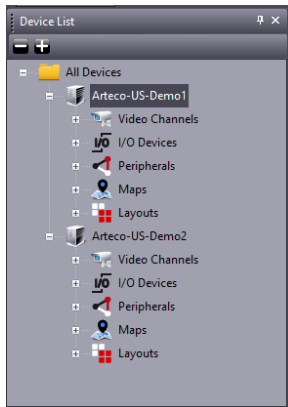 Device List
All Devices
Arteco-US-Demo1
Video Channels
I/O I/O Devices
Peripherals
Maps
Layouts
Arteco-US-Demo2
Video Channels
I/O I/O Devices
Peripherals
Maps
Layouts